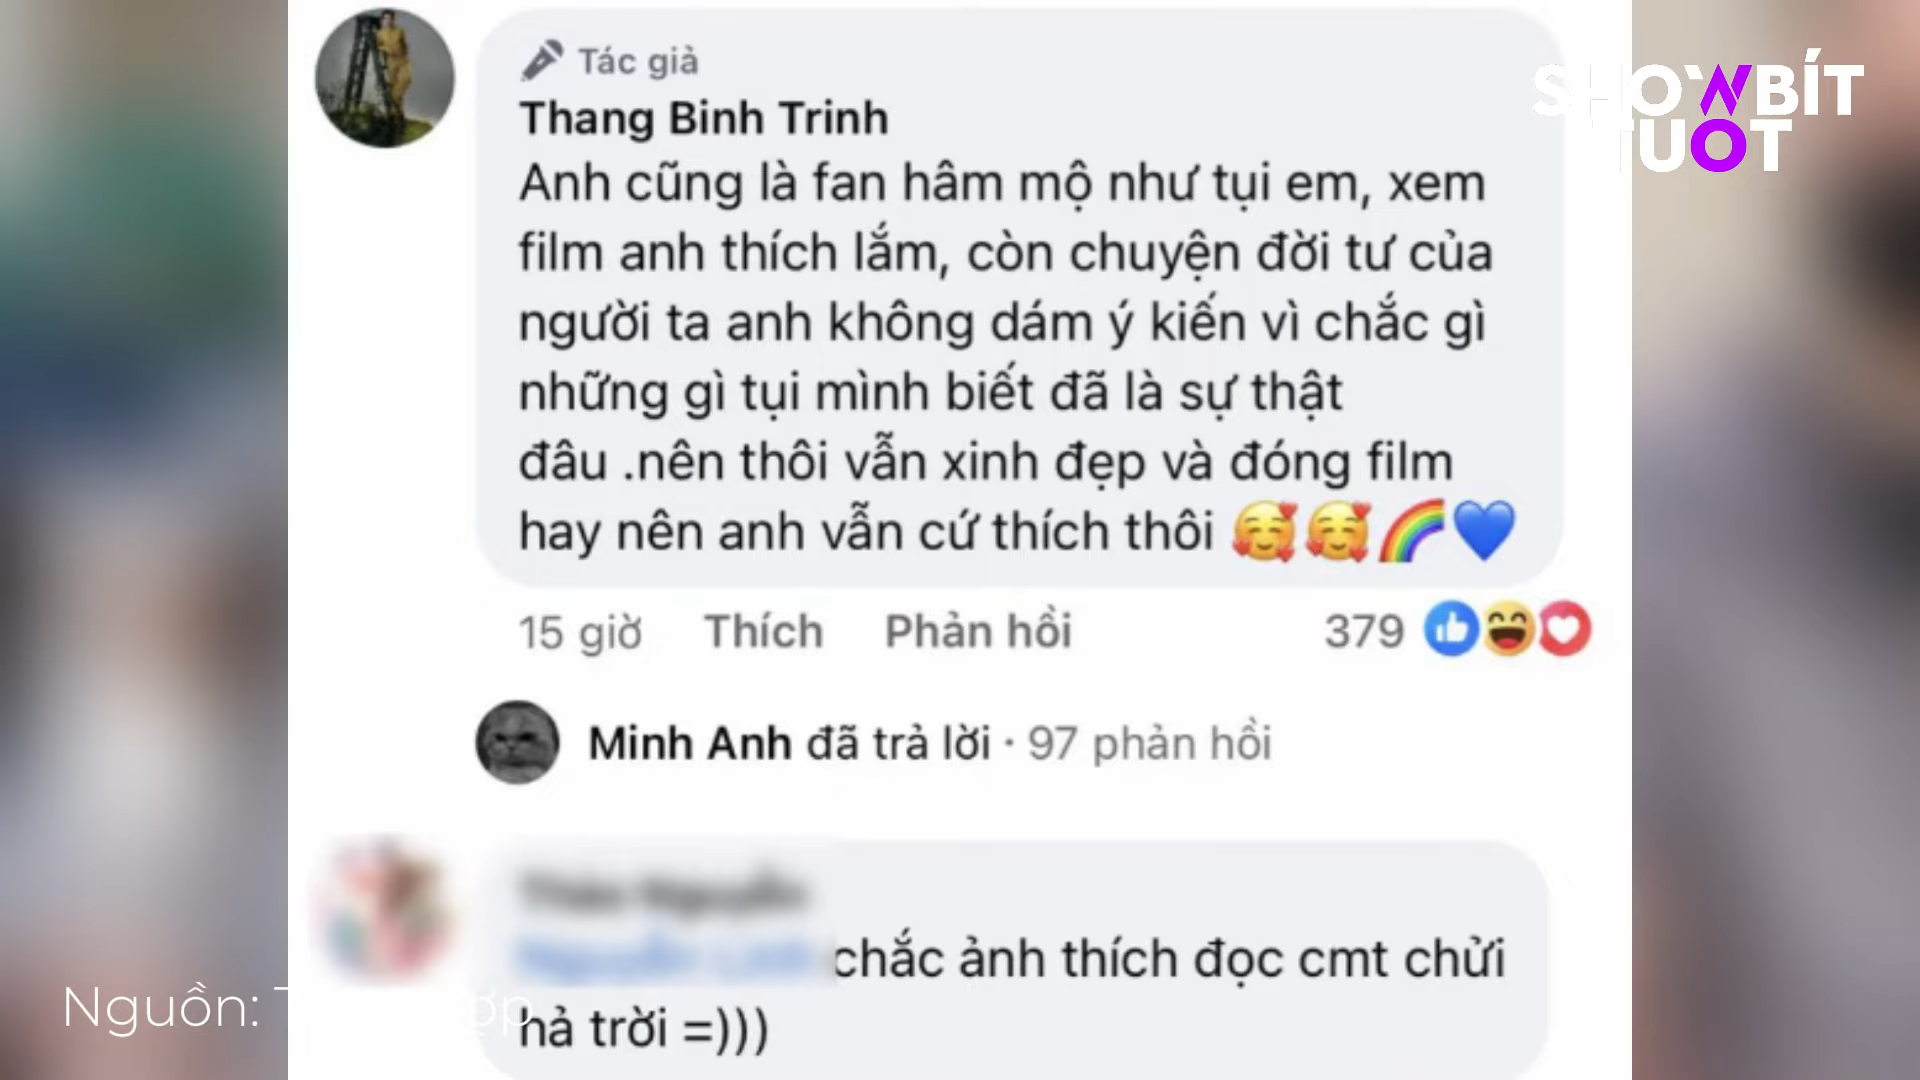 Tác giả
Thang Binh Trinh
Anh cũng là fan hâm mộ như tụi em, xem
film anh thích lắm, còn chuyện đời tư của
người ta anh không dám ý kiến vì chắc gì
những gì tụi mình biết đã là sự thật
đâu .nên thôi vẫn xinh đẹp và đóng film
hay nên anh vẫn cứ thích thôi 🥰🥰🌈💙
15 giờ Thích Phản hồi 379
Minh Anh đã trả lời · 97 phản hồi
chắc ảnh thích đọc cmt chửi
hả trời =)))
SHOWBÍT
TUOT
Nguồn: